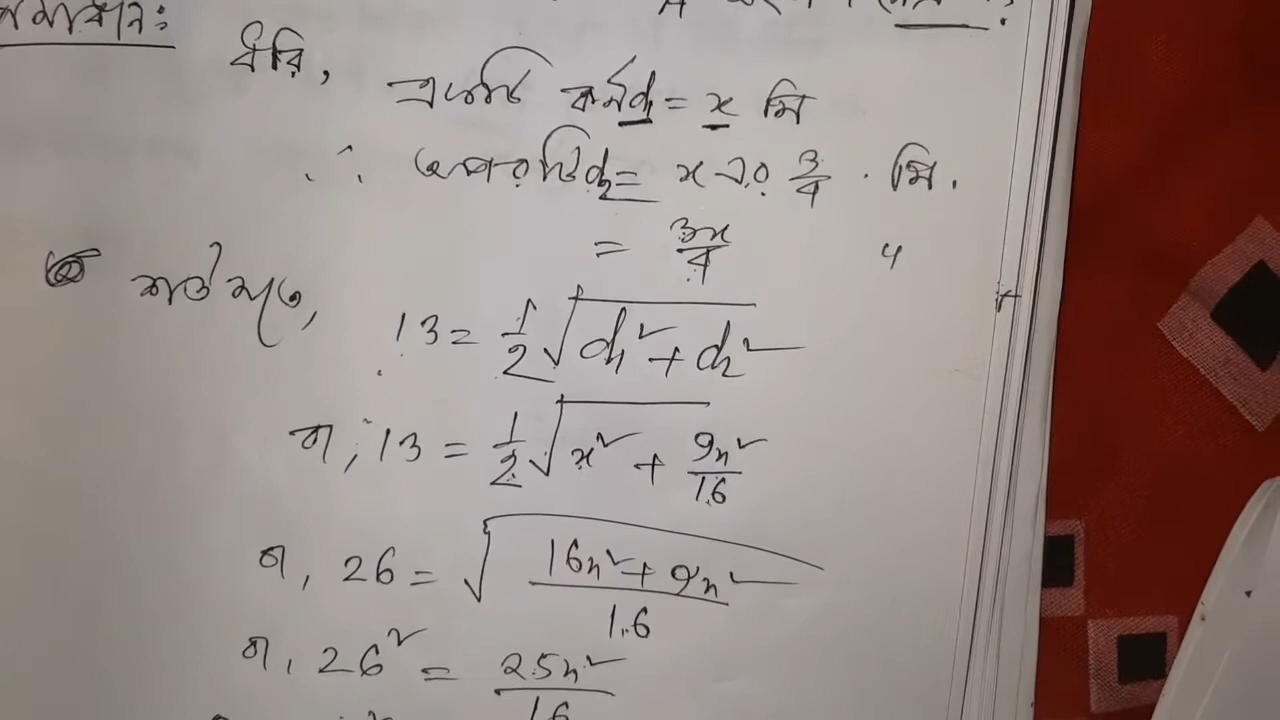 সমাধানঃ
ধরি,
একটি কর্ন d₁ = x মি
∴ অপরটি d₂ = x এর 3/4 মি.
= 3x/4 4
শর্তমতে,
13 = 1/2 √(d₁² + d₂²)
বা, 13 = 1/2 √(x² + 9x²/16)
বা, 26 = √((16x² + 9x²)/16)
বা, 26² = 25x²/16